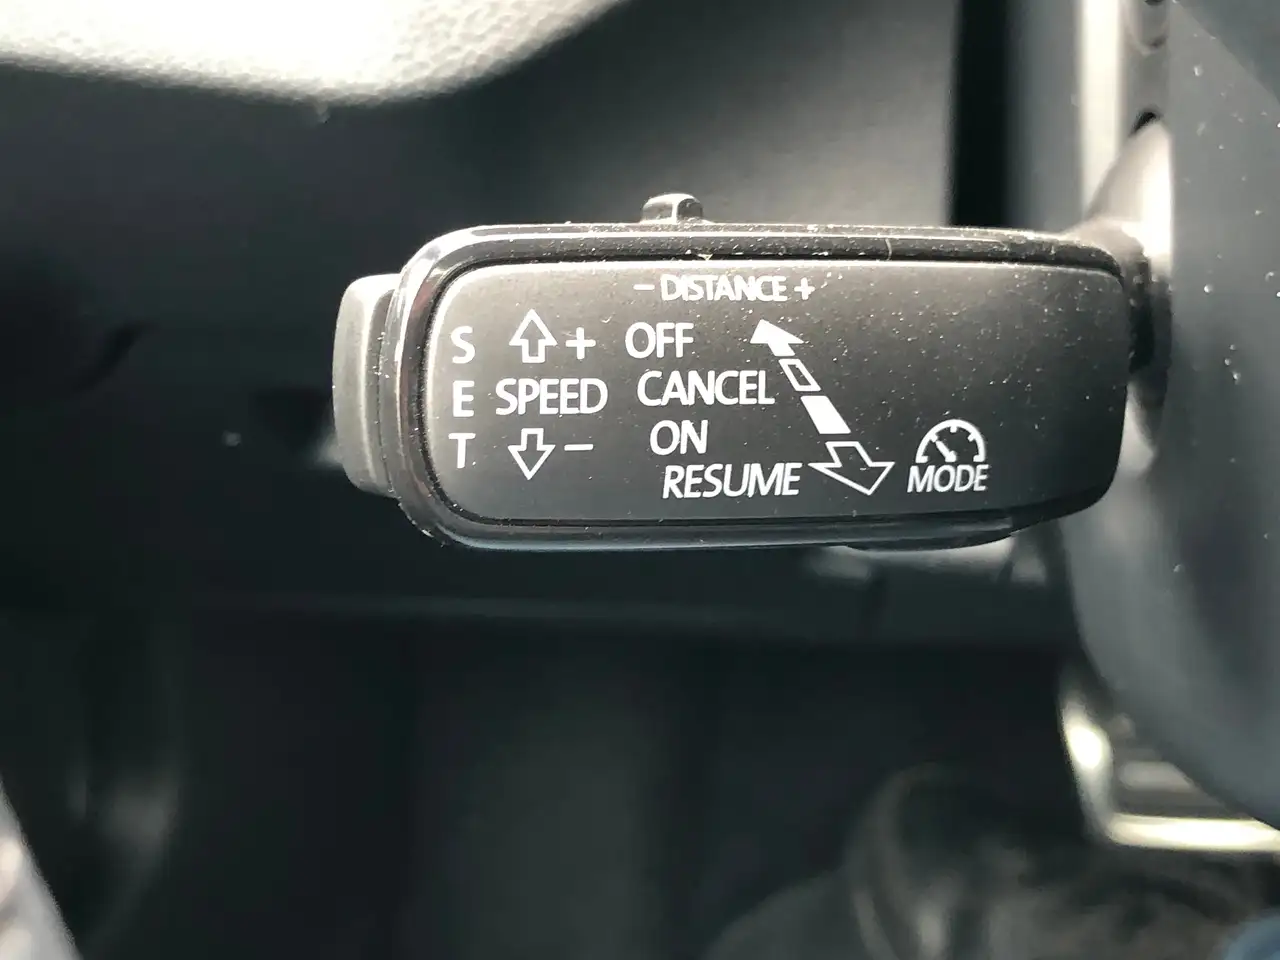 − DISTANCE +
S + OFF
E SPEED CANCEL
T − ON
RESUME MODE